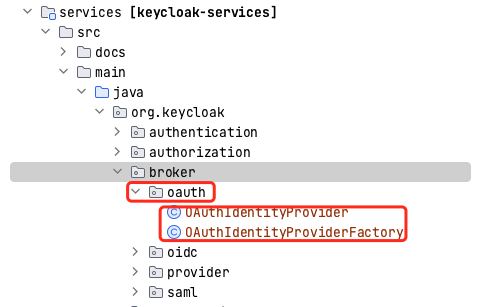 services [keycloak-services]
src
docs
main
java
org.keycloak
authentication
authorization
broker
oauth
OAuthIdentityProvider
OAuthIdentityProviderFactory
oidc
provider
saml